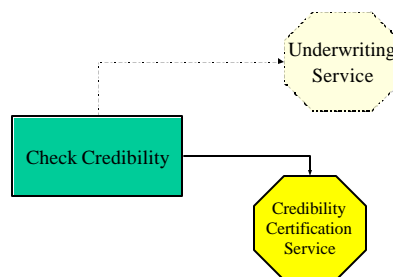 Underwriting
Service
Check Credibility
Credibility
Certification
Service